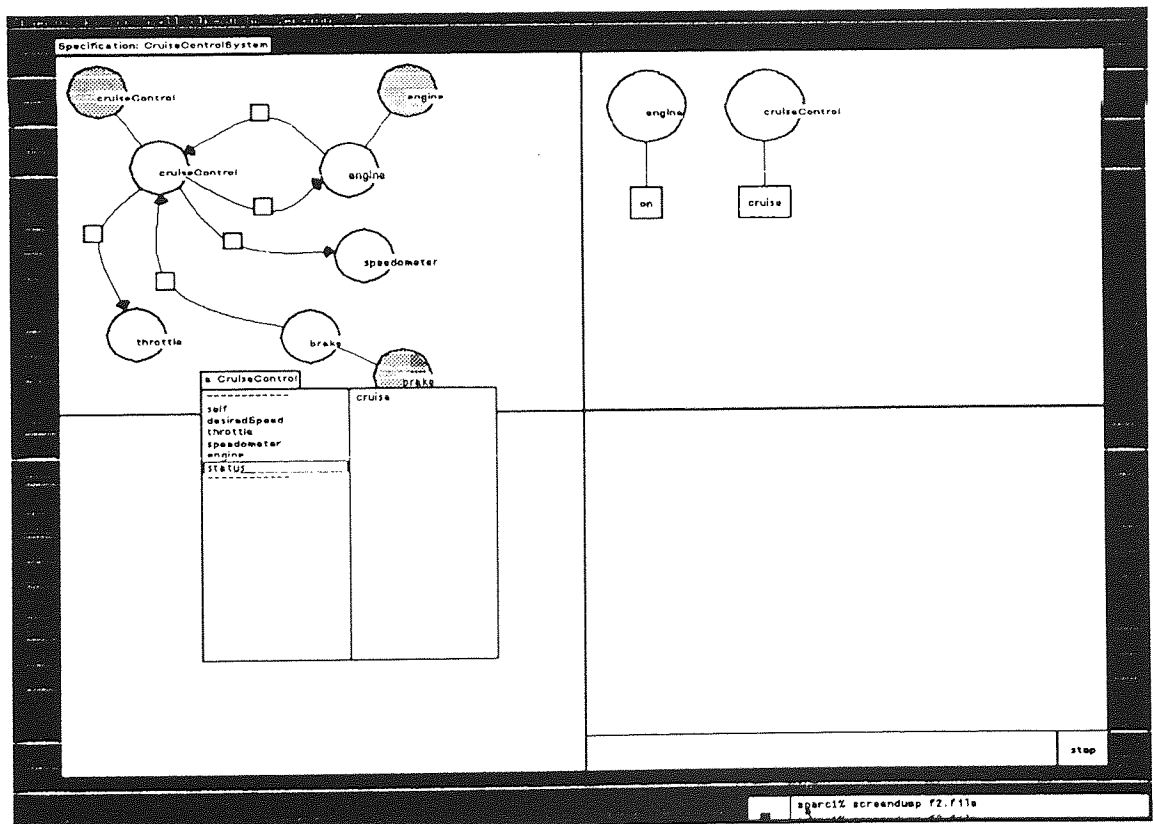 Specification: CruiseControlSystem
cruiseControl
engine
cruiseControl
engine
speedometer
throttle
brake
brake
engine
cruiseControl
on
cruise
a CruiseControl
self
desiredSpeed
throttle
speedometer
engine
status
cruise
step
sparc1% screendump f2.file